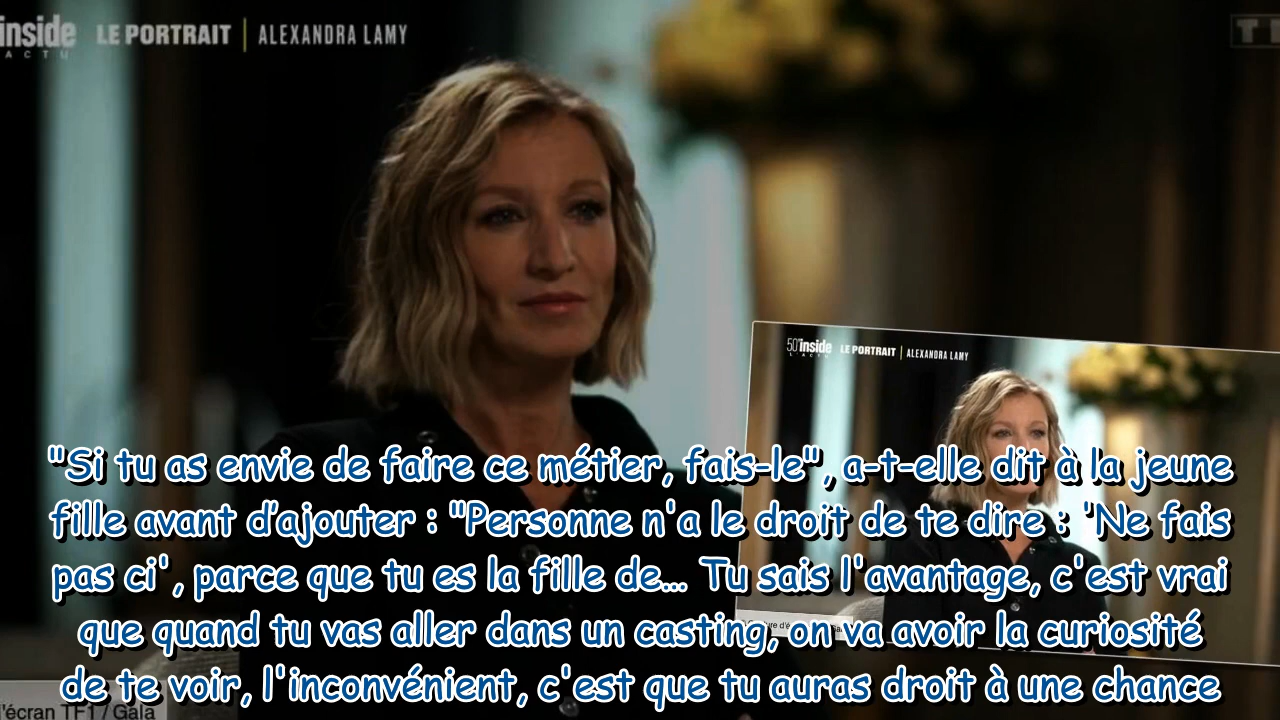 inside LE PORTRAIT | ALEXANDRA LAMY
ACTU
50'inside LE PORTRAIT | ALEXANDRA LAMY
L'ACTU
"Si tu as envie de faire ce métier, fais-le", a-t-elle dit à la jeune
fille avant d’ajouter : "Personne n'a le droit de te dire : 'Ne fais
pas ci', parce que tu es la fille de... Tu sais l'avantage, c'est vrai
que quand tu vas aller dans un casting, on va avoir la curiosité
de te voir, l'inconvénient, c'est que tu auras droit à une chance
l'écran TF1 / Gala